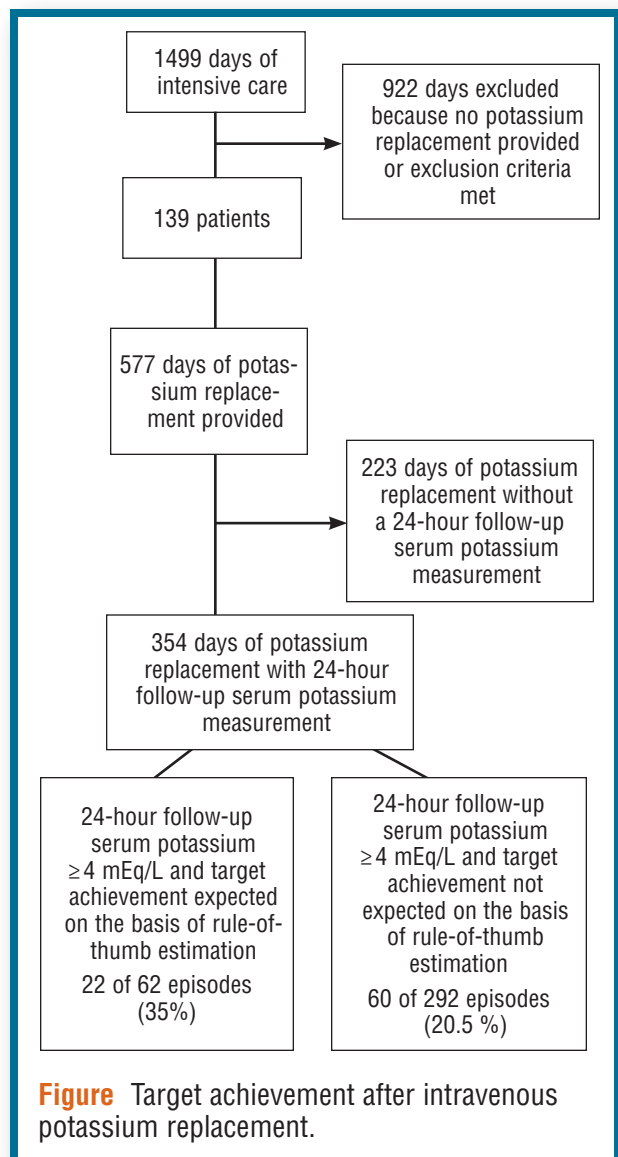 1499 days of
intensive care
922 days excluded
because no potassium
replacement provided
or exclusion criteria
met
139 patients
577 days of potas-
sium replace-
ment provided
223 days of potassium
replacement without
a 24-hour follow-up
serum potassium
measurement
354 days of potassium
replacement with 24-hour
follow-up serum potassium
measurement
24-hour follow-up
serum potassium
≥4 mEq/L and target
achievement expected
on the basis of rule-of-
thumb estimation
22 of 62 episodes
(35%)
24-hour follow-up
serum potassium
≥4 mEq/L and target
achievement not
expected on the basis
of rule-of-thumb
estimation
60 of 292 episodes
(20.5 %)
Figure Target achievement after intravenous
potassium replacement.